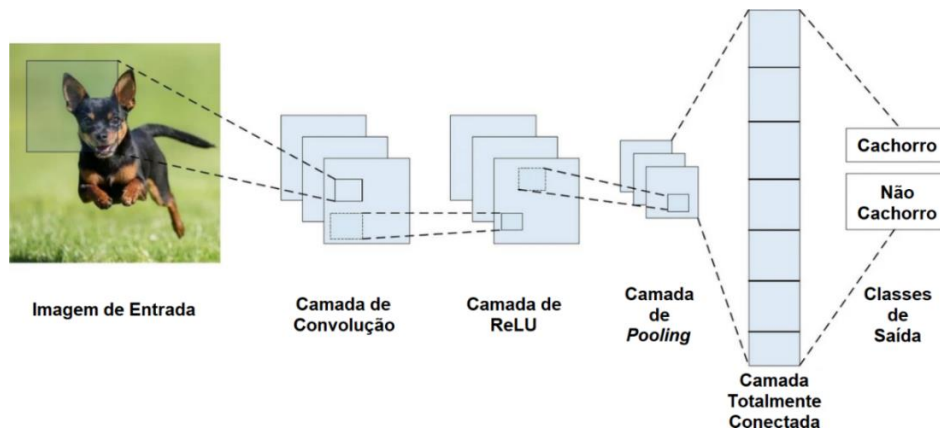 Imagem de Entrada
Camada de
Convolução
Camada de
ReLU
Camada
de
Pooling
Camada
Totalmente
Conectada
Cachorro
Não
Cachorro
Classes
de
Saída